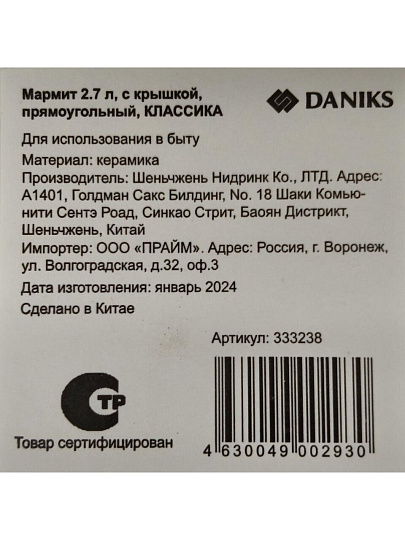 Мармит 2.7 л, с крышкой,
прямоугольный, КЛАССИКА
DANIKS
Для использования в быту
Материал: керамика
Производитель: Шеньчжень Нидринк Ко., ЛТД. Адрес:
А1401, Голдман Сакс Билдинг, No. 18 Шаки Комью-
нити Сентэ Роад, Синкао Стрит, Баоян Дистрикт,
Шеньчжень, Китай
Импортер: ООО «ПРАЙМ». Адрес: Россия, г. Воронеж,
ул. Волгоградская, д.32, оф.3
Дата изготовления: январь 2024
Сделано в Китае
Артикул: 333238
ТР
Товар сертифицирован
4 630049 002930